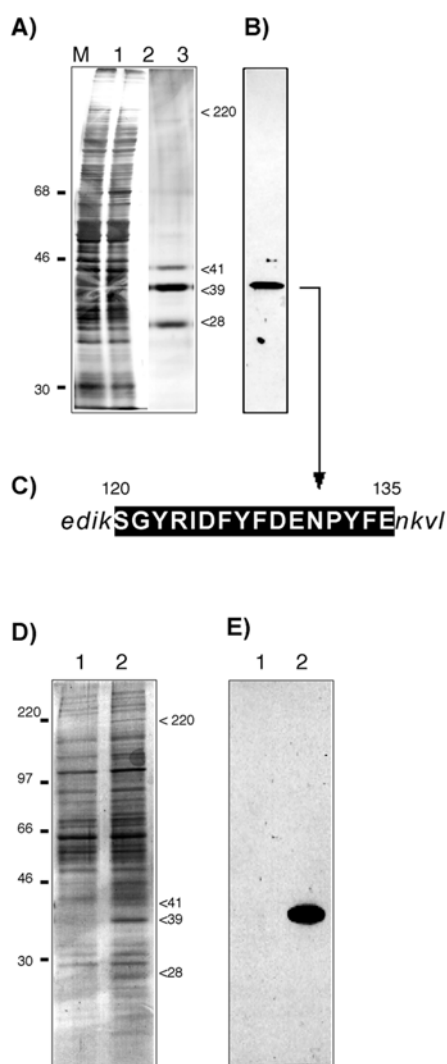 A) B)
M 1 2 3
< 220
68
46
<41
<39
<28
30
C)
120 135
edikSGYRIDFYFDENPYFEnkvl
D) E)
1 2 1 2
220 < 220
97
66
46
<41
<39
30
<28